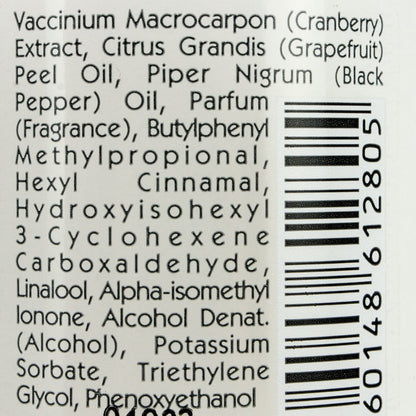 Vaccinium Macrocarpon (Cranberry)
Extract, Citrus Grandis (Grapefruit)
Peel Oil, Piper Nigrum (Black
Pepper) Oil, Parfum
(Fragrance), Butylphenyl
Methylpropional,
Hexyl Cinnamal,
Hydroxyisohexyl
3-Cyclohexene
Carboxaldehyde,
Linalool, Alpha-isomethyl
Ionone, Alcohol Denat.
(Alcohol), Potassium
Sorbate, Triethylene
Glycol, Phenoxyethanol
60148 612805